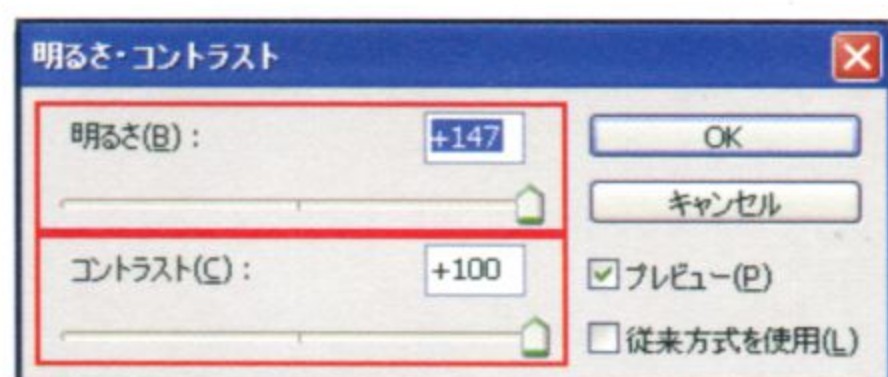 明るさ・コントラスト
明るさ(B):
+147
OK
キャンセル
コントラスト(C):
+100
プレビュー(P)
従来方式を使用(L)